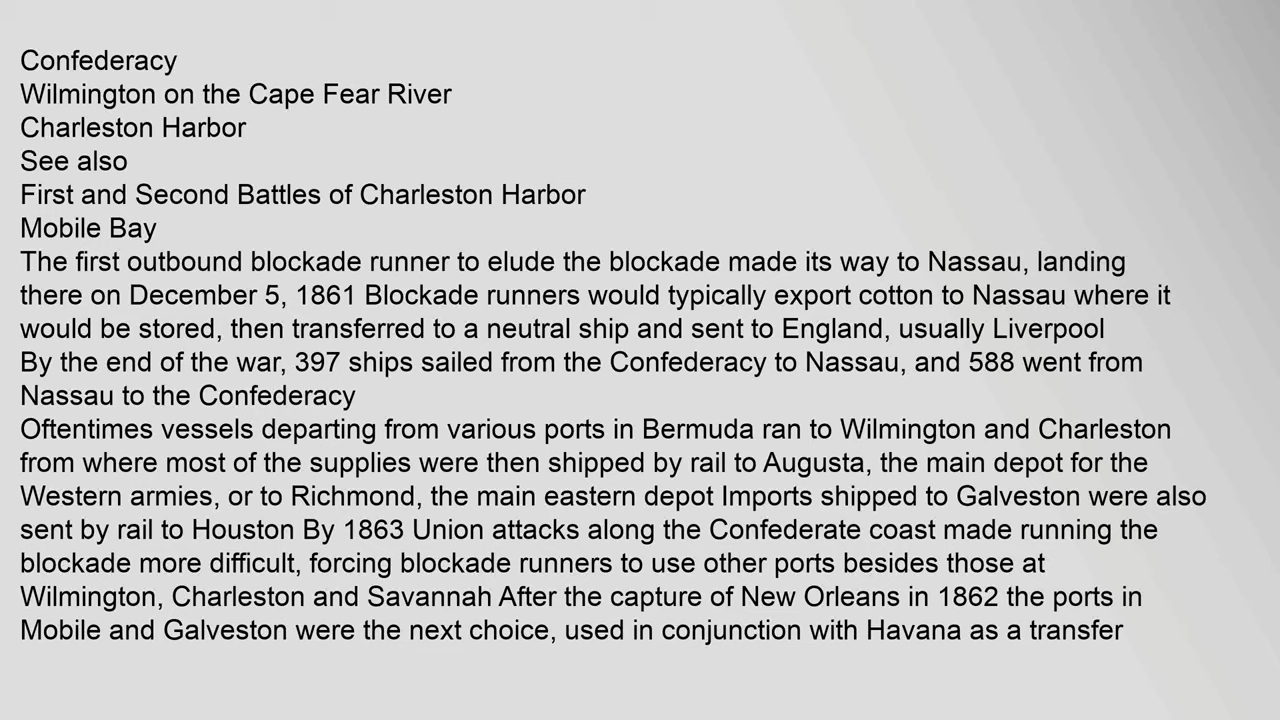 Confederacy
Wilmington on the Cape Fear River
Charleston Harbor
See also
First and Second Battles of Charleston Harbor
Mobile Bay
The first outbound blockade runner to elude the blockade made its way to Nassau, landing
there on December 5, 1861 Blockade runners would typically export cotton to Nassau where it
would be stored, then transferred to a neutral ship and sent to England, usually Liverpool
By the end of the war, 397 ships sailed from the Confederacy to Nassau, and 588 went from
Nassau to the Confederacy
Oftentimes vessels departing from various ports in Bermuda ran to Wilmington and Charleston
from where most of the supplies were then shipped by rail to Augusta, the main depot for the
Western armies, or to Richmond, the main eastern depot Imports shipped to Galveston were also
sent by rail to Houston By 1863 Union attacks along the Confederate coast made running the
blockade more difficult, forcing blockade runners to use other ports besides those at
Wilmington, Charleston and Savannah After the capture of New Orleans in 1862 the ports in
Mobile and Galveston were the next choice, used in conjunction with Havana as a transfer